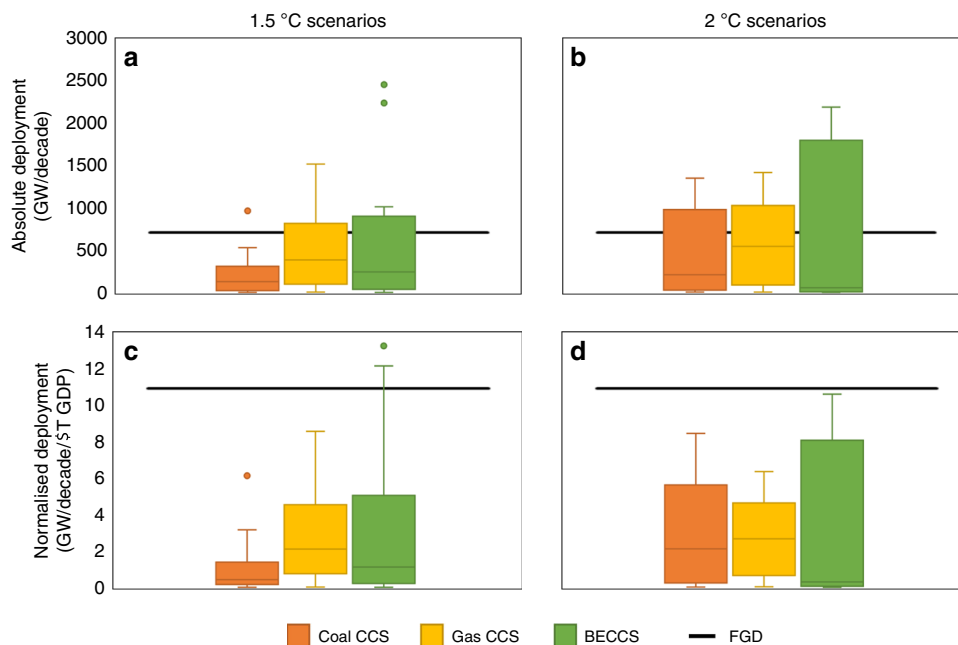 1.5 °C scenarios
2 °C scenarios
a
b
Absolute deployment
(GW/decade)
3000
2500
2000
1500
1000
500
0
c
d
Normalised deployment
(GW/decade/$T GDP)
14
12
10
8
6
4
2
0
Coal CCS
Gas CCS
BECCS
FGD